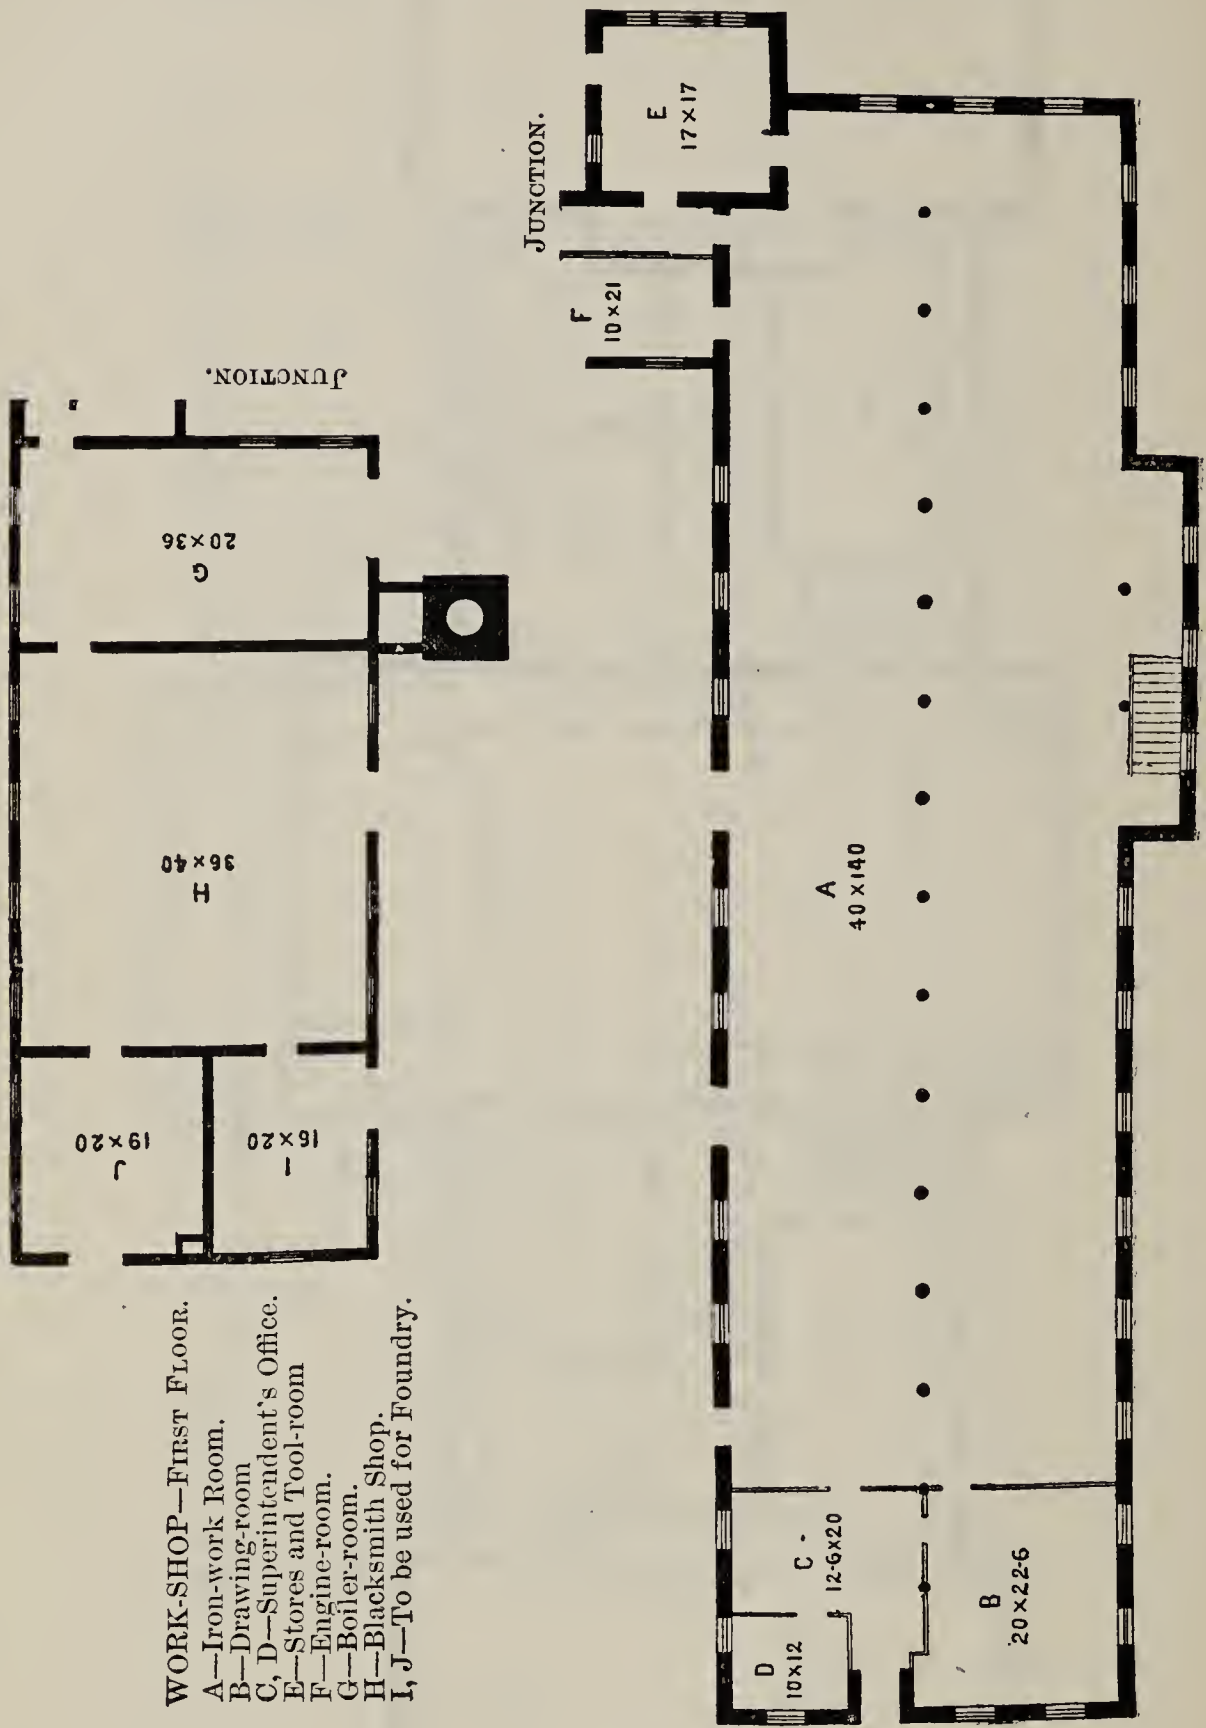 WORK-SHOP—FIRST FLOOR.
A—Iron-work Room.
B—Drawing-room
C, D—Superintendent's Office.
E—Stores and Tool-room
F—Engine-room.
G—Boiler-room.
H—Blacksmith Shop.
I, J—To be used for Foundry.
J
19×20
I
16×20
H
36×40
G
20×36
JUNCTION.
JUNCTION.
F
10×21
E
17×17
A
40×140
D
10×12
C
12-6×20
B
20×22-6